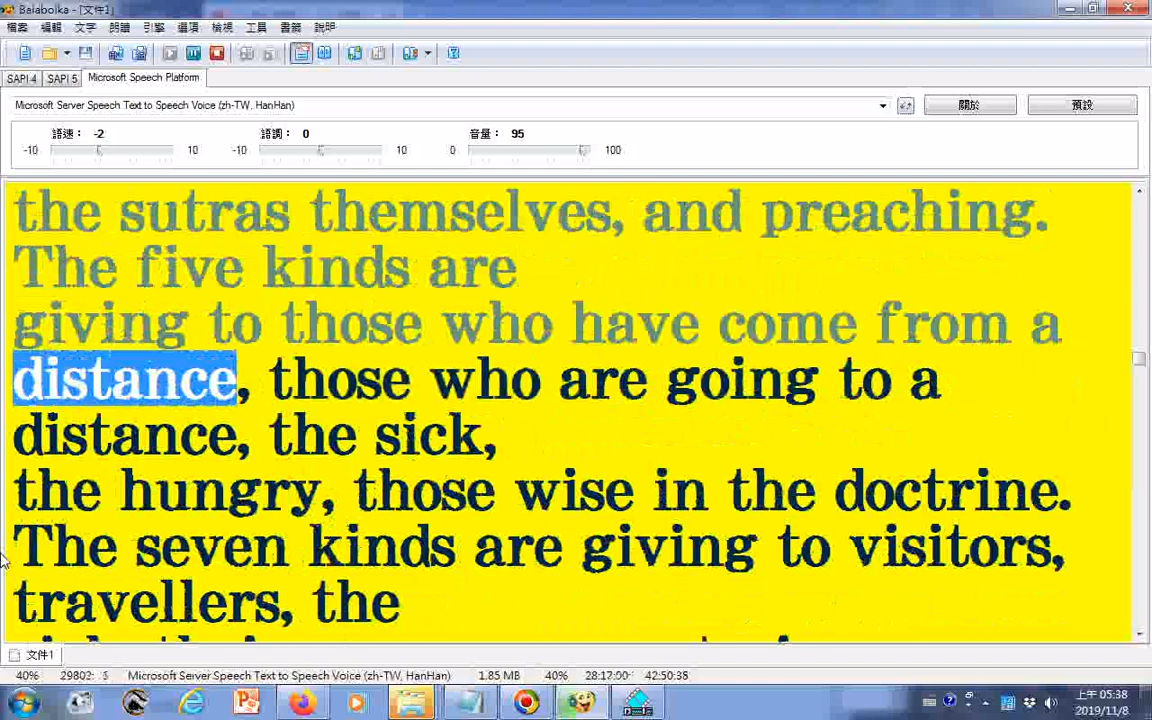 Balabolka - [文件1]
檔案 編輯 文字 朗讀 引擎 選項 檢視 工具 書籤 說明
SAPI 4 SAPI 5 Microsoft Speech Platform
Microsoft Server Speech Text to Speech Voice (zh-TW, HanHan) 關於 預設
語速： -2 語調： 0 音量： 95
-10 10 -10 10 0 100
the sutras themselves, and preaching.
The five kinds are
giving to those who have come from a
distance, those who are going to a
distance, the sick,
the hungry, those wise in the doctrine.
The seven kinds are giving to visitors,
travellers, the
文件1
40% Microsoft Server Speech Text to Speech Voice (zh-TW, HanHan) 1.85 MB 40% 28:17:00 42:50:38
上午 05:38
2019/11/8